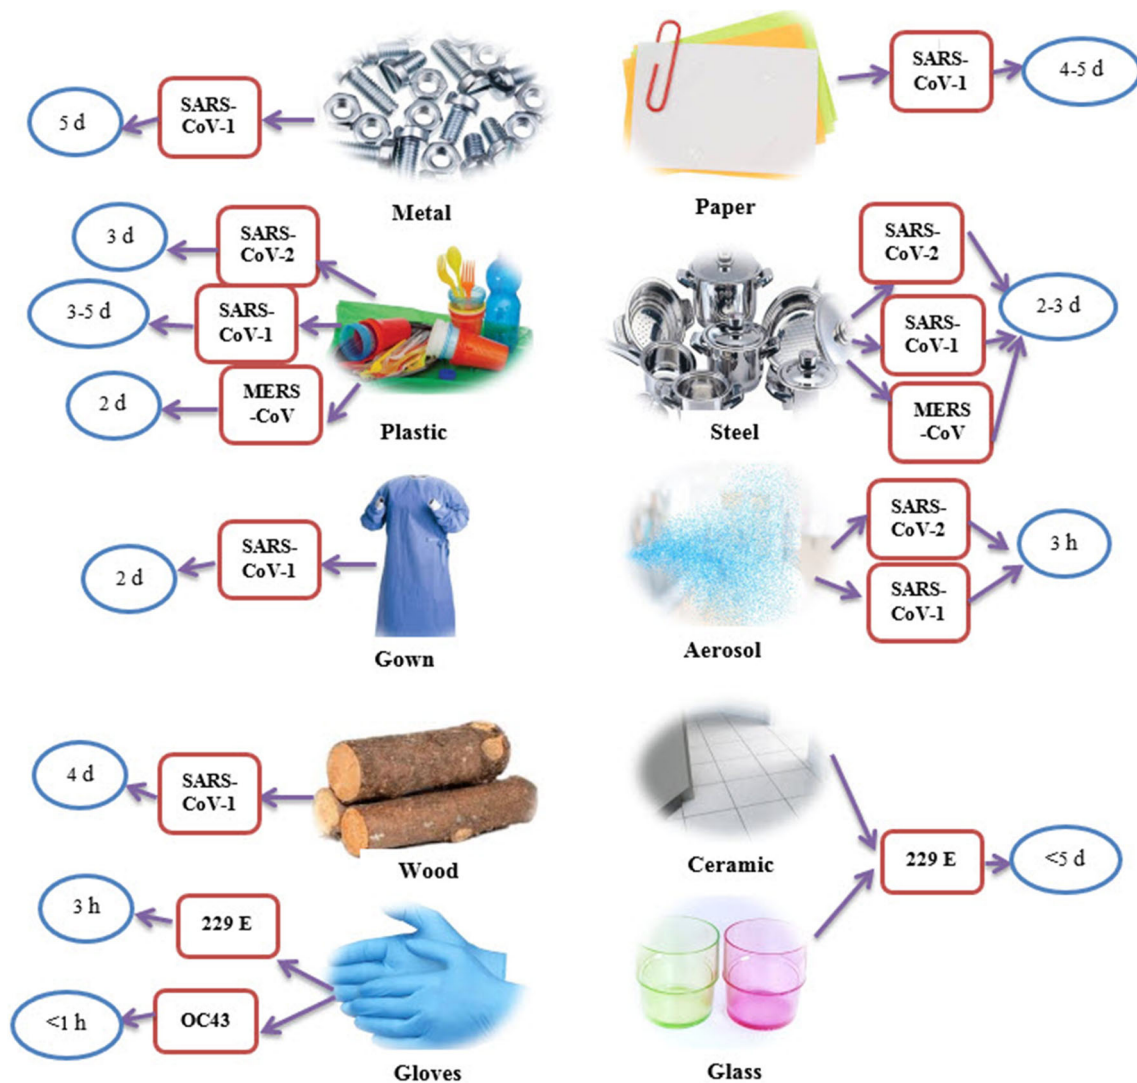 5 d
SARS-
CoV-1
Metal
Paper
SARS-
CoV-1
4-5 d
3 d
SARS-
CoV-2
3-5 d
SARS-
CoV-1
2 d
MERS
-CoV
Plastic
Steel
SARS-
CoV-2
SARS-
CoV-1
MERS
-CoV
2-3 d
2 d
SARS-
CoV-1
Gown
Aerosol
SARS-
CoV-2
SARS-
CoV-1
3 h
4 d
SARS-
CoV-1
Wood
Ceramic
229 E
<5 d
3 h
229 E
<1 h
OC43
Gloves
Glass